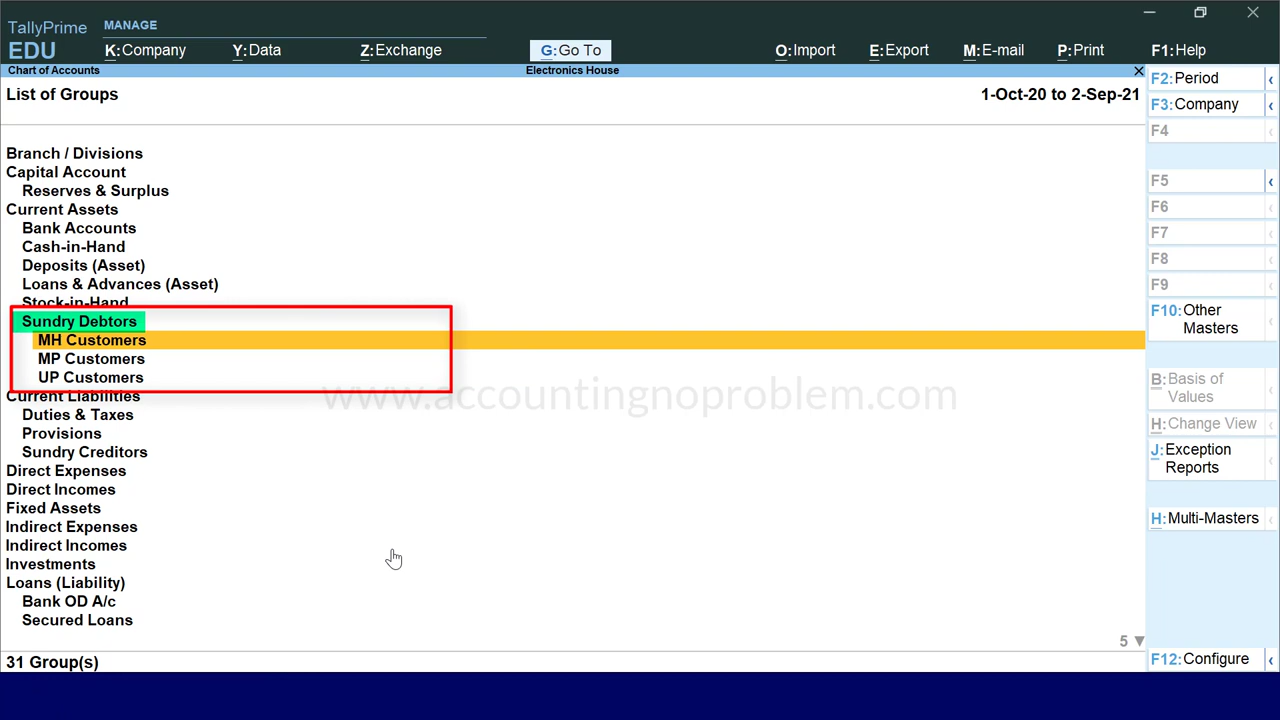 TallyPrime
EDU
MANAGE
K:Company Y:Data Z:Exchange G:Go To O:Import E:Export M:E-mail P:Print F1:Help
Chart of Accounts Electronics House
List of Groups 1-Oct-20 to 2-Sep-21
Branch / Divisions
Capital Account
Reserves & Surplus
Current Assets
Bank Accounts
Cash-in-Hand
Deposits (Asset)
Loans & Advances (Asset)
Stock-in-Hand
Sundry Debtors
MH Customers
MP Customers
UP Customers
www.accountingnoproblem.com
Current Liabilities
Duties & Taxes
Provisions
Sundry Creditors
Direct Expenses
Direct Incomes
Fixed Assets
Indirect Expenses
Indirect Incomes
Investments
Loans (Liability)
Bank OD A/c
Secured Loans
5
31 Group(s)
F2:Period
F3:Company
F4
F5
F6
F7
F8
F9
F10:Other
Masters
B:Basis of
Values
H:Change View
J:Exception
Reports
H:Multi-Masters
F12:Configure